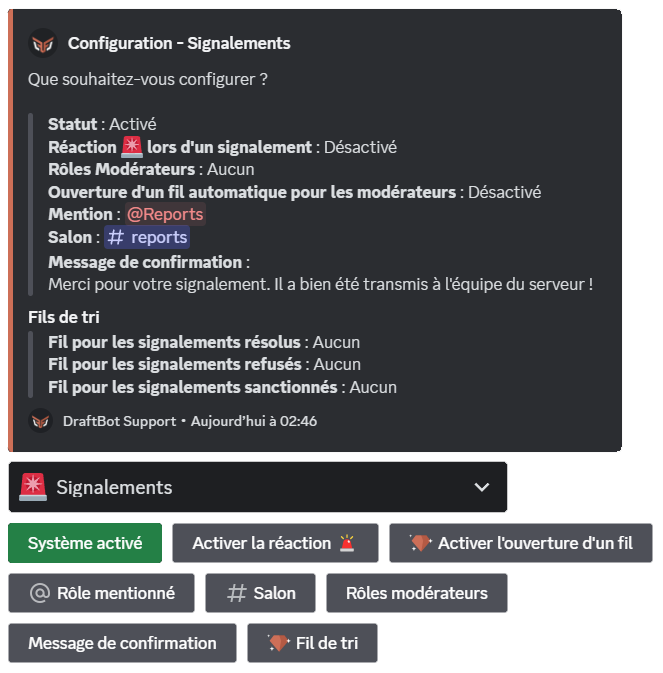 Configuration - Signalements
Que souhaitez-vous configurer ?
Statut : Activé
Réaction 🚨 lors d'un signalement : Désactivé
Rôles Modérateurs : Aucun
Ouverture d'un fil automatique pour les modérateurs : Désactivé
Mention : @Reports
Salon : # reports
Message de confirmation :
Merci pour votre signalement. Il a bien été transmis à l'équipe du serveur !
Fils de tri
Fil pour les signalements résolus : Aucun
Fil pour les signalements refusés : Aucun
Fil pour les signalements sanctionnés : Aucun
DraftBot Support • Aujourd'hui à 02:46
🚨 Signalements
Système activé
Activer la réaction 🚨
Activer l'ouverture d'un fil
@ Rôle mentionné
# Salon
Rôles modérateurs
Message de confirmation
Fil de tri